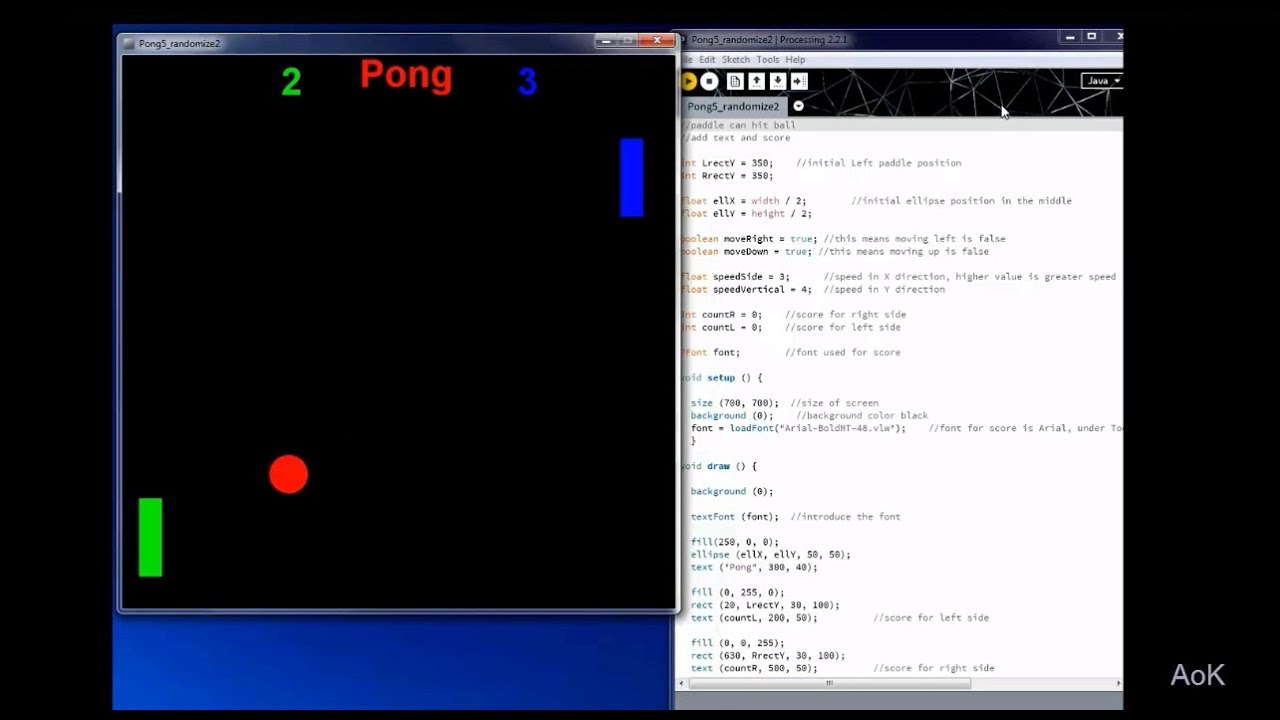 Pong5_randomize2
2 Pong 3
Pong5_randomize2 | Processing 2.2.1
le Edit Sketch Tools Help
Java
Pong5_randomize2
//paddle can hit ball
//add text and score
int LrectY = 350; //initial Left paddle position
int RrectY = 350;
float ellX = width / 2; //initial ellipse position in the middle
float ellY = height / 2;
boolean moveRight = true; //this means moving left is false
boolean moveDown = true; //this means moving up is false
float speedSide = 3; //speed in X direction, higher value is greater speed
float speedVertical = 4; //speed in Y direction
int countR = 0; //score for right side
int countL = 0; //score for left side
PFont font; //font used for score
void setup () {
size (700, 700); //size of screen
background (0); //background color black
font = loadFont("Arial-BoldMT-48.vlw"); //font for score is Arial, under To
}
void draw () {
background (0);
textFont (font); //introduce the font
fill(250, 0, 0);
ellipse (ellX, ellY, 50, 50);
text ("Pong", 300, 40);
fill (0, 255, 0);
rect (20, LrectY, 30, 100);
text (countL, 200, 50); //score for left side
fill (0, 0, 255);
rect (630, RrectY, 30, 100);
text (countR, 500, 50); //score for right side
AoK